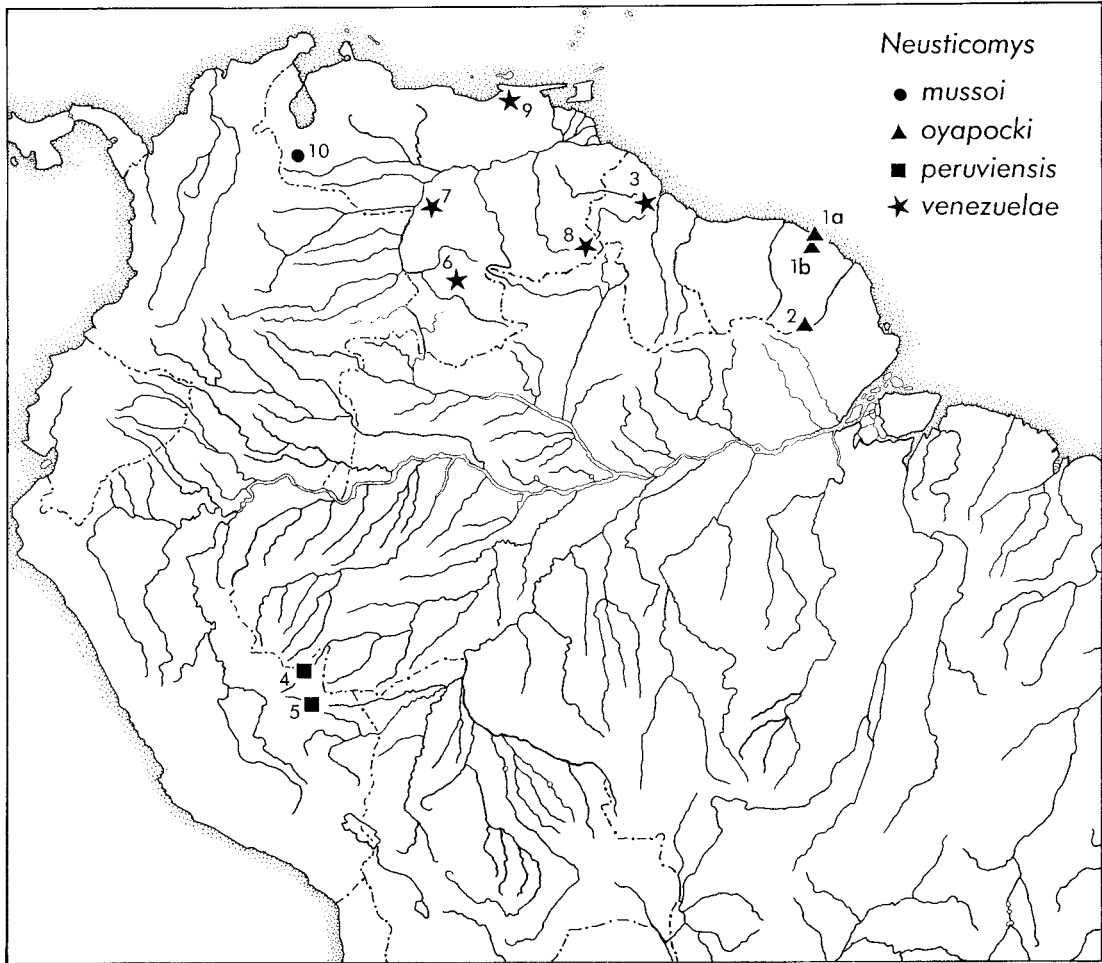 Neusticomys
mussoi
oyapocki
peruviensis
venezuelae
9
10
3
7
1a
8
1b
6
2
4
5